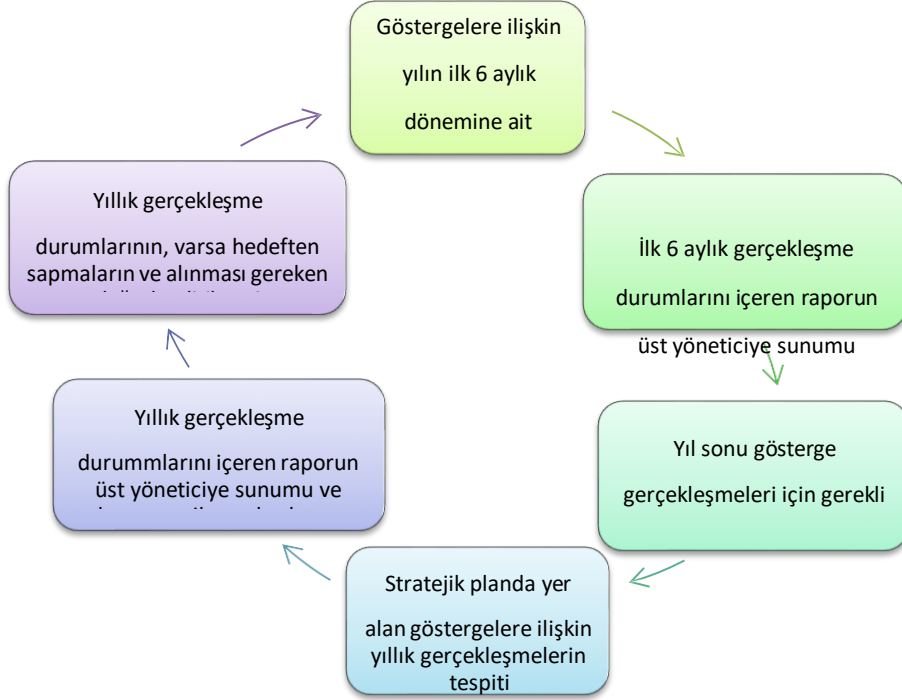 Göstergelere ilişkin
yılın ilk 6 aylık
dönemine ait
İlk 6 aylık gerçekleşme
durumlarını içeren raporun
üst yöneticiye sunumu
Yıl sonu gösterge
gerçekleşmeleri için gerekli
Stratejik planda yer
alan göstergelere ilişkin
yıllık gerçekleşmelerin
tespiti
Yıllık gerçekleşme
durummlarını içeren raporun
üst yöneticiye sunumu ve
Yıllık gerçekleşme
durumlarının, varsa hedeften
sapmaların ve alınması gereken